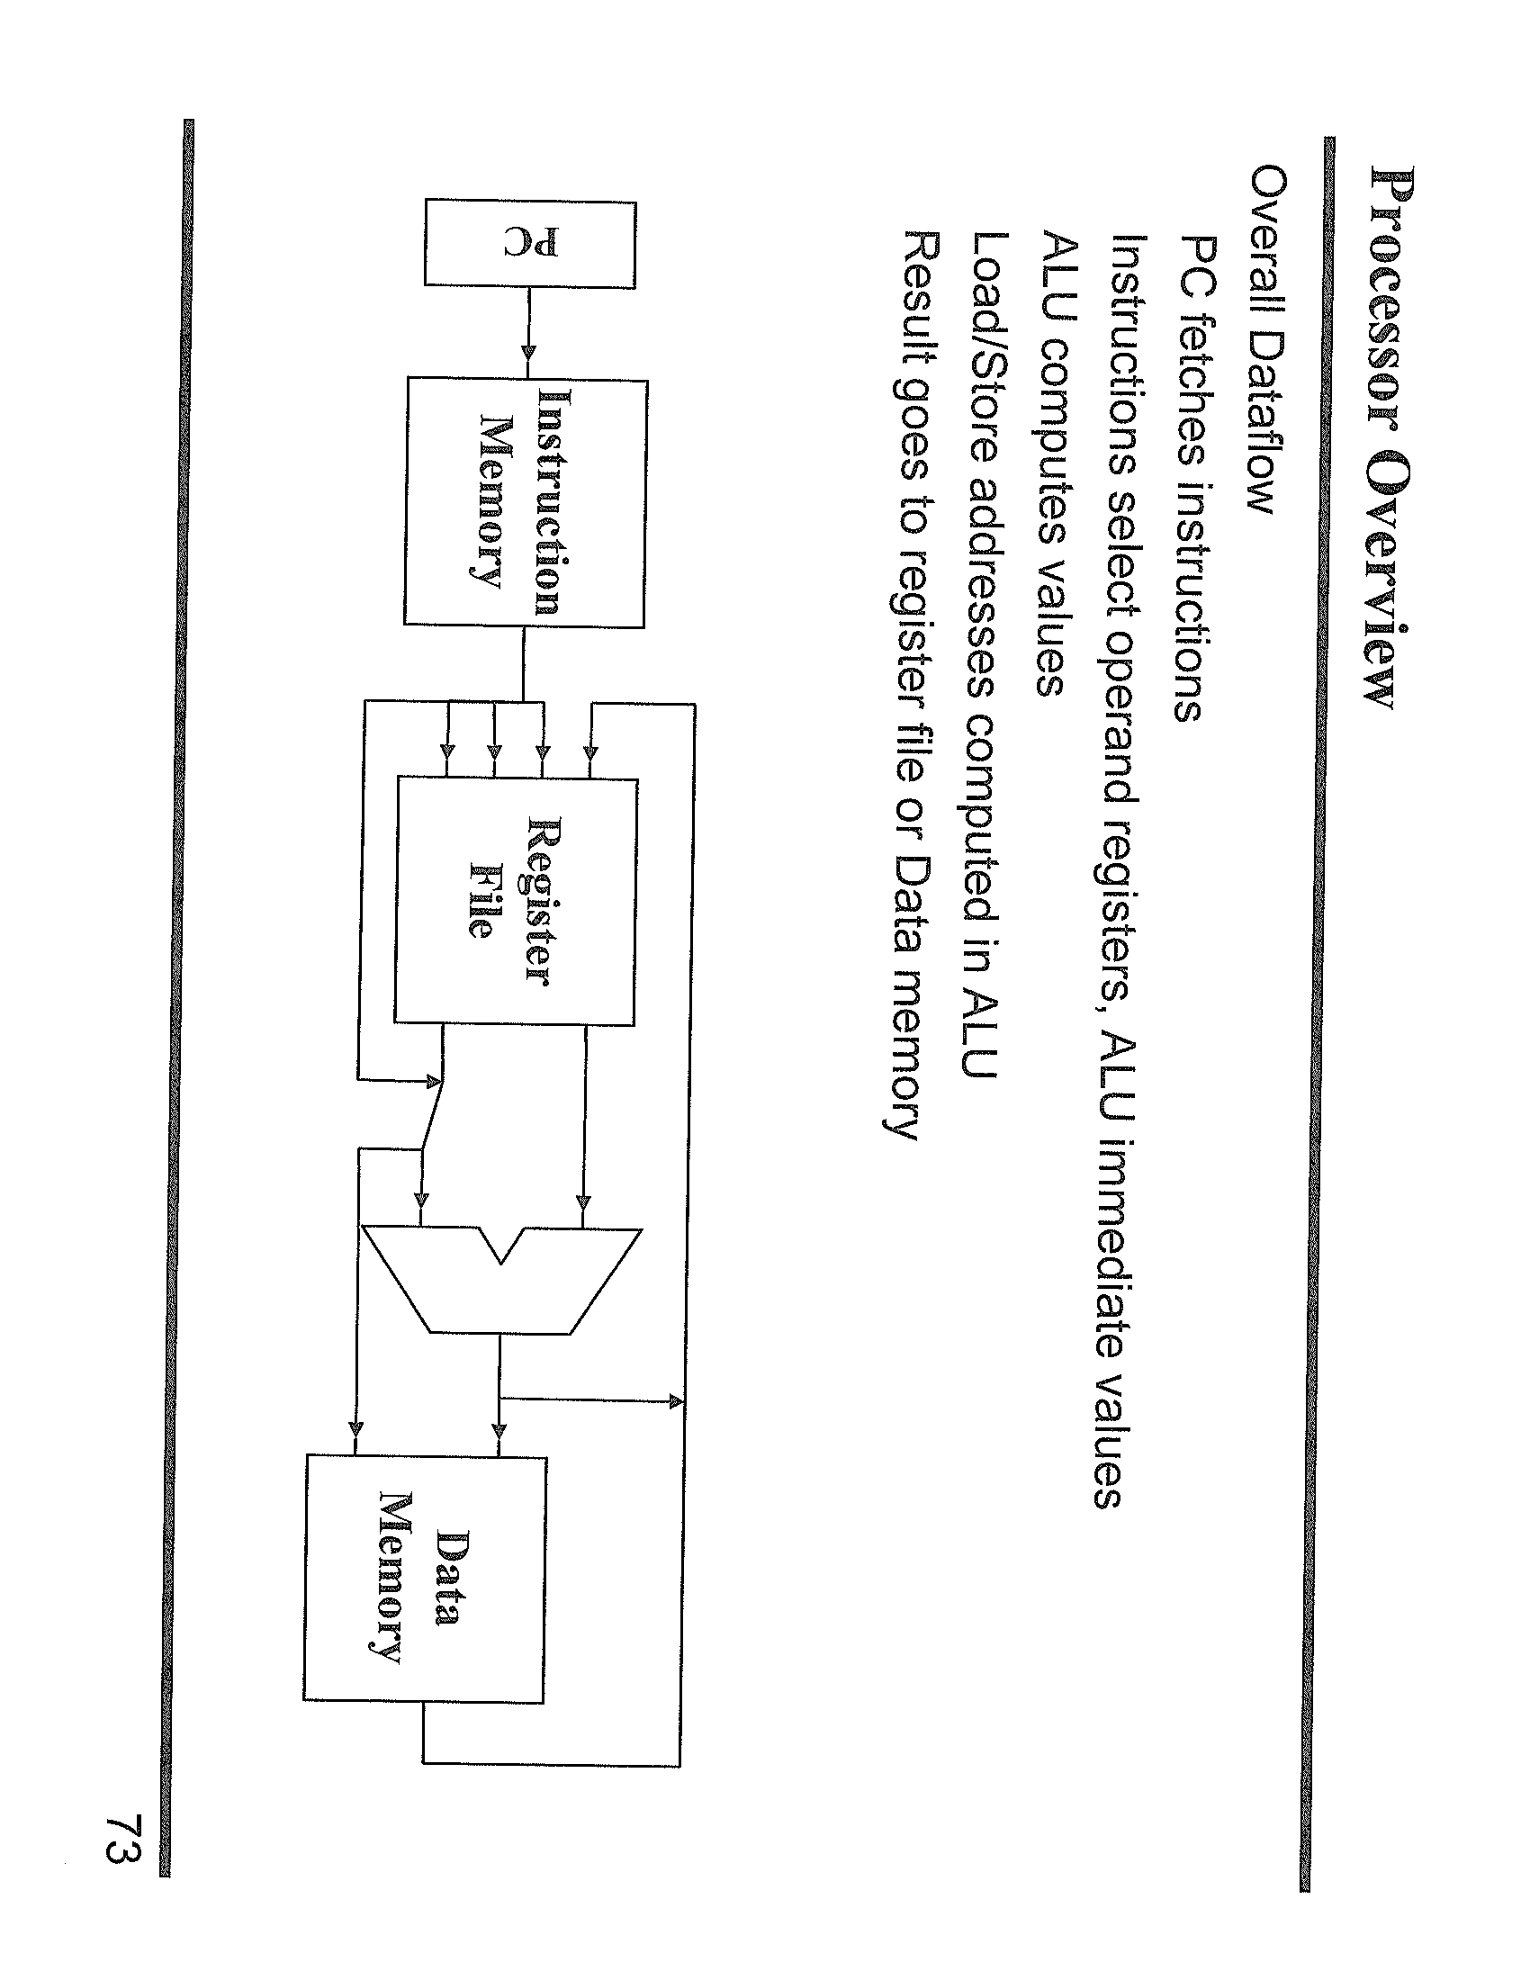 Processor Overview
Overall Dataflow
PC fetches instructions
Instructions select operand registers, ALU immediate values
ALU computes values
Load/Store addresses computed in ALU
Result goes to register file or Data memory
PC
Instruction
Memory
Register
File
Data
Memory
73